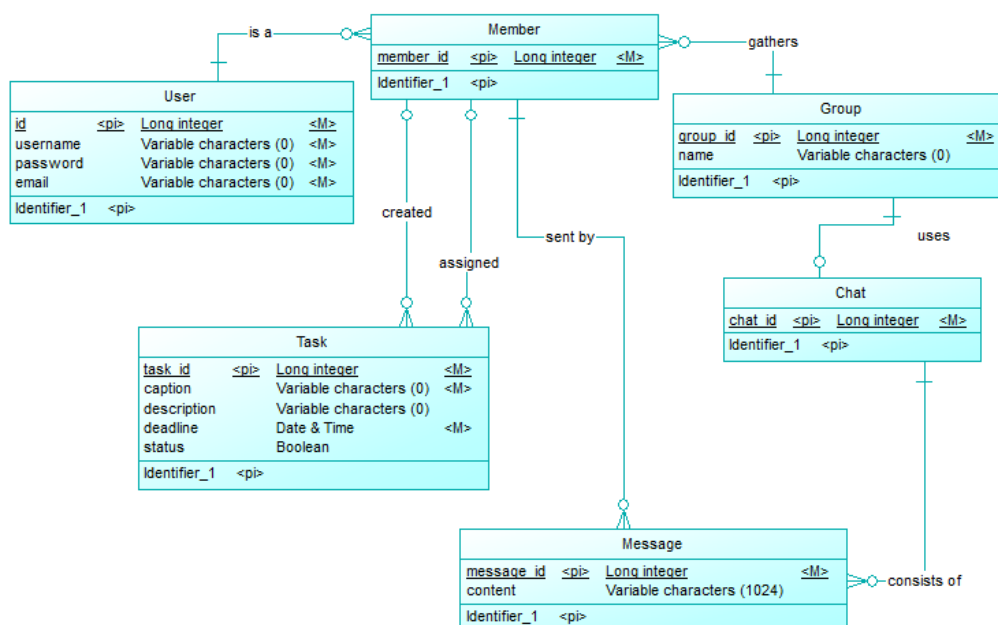 Member
member_id <pi> Long integer <M>
Identifier_1 <pi>
is a
gathers
User
id <pi> Long integer <M>
username Variable characters (0) <M>
password Variable characters (0) <M>
email Variable characters (0) <M>
Identifier_1 <pi>
Group
group_id <pi> Long integer <M>
name Variable characters (0)
Identifier_1 <pi>
created
assigned
sent by
uses
Chat
chat_id <pi> Long integer <M>
Identifier_1 <pi>
Task
task_id <pi> Long integer <M>
caption Variable characters (0) <M>
description Variable characters (0)
deadline Date & Time <M>
status Boolean
Identifier_1 <pi>
Message
message_id <pi> Long integer <M>
content Variable characters (1024)
Identifier_1 <pi>
consists of